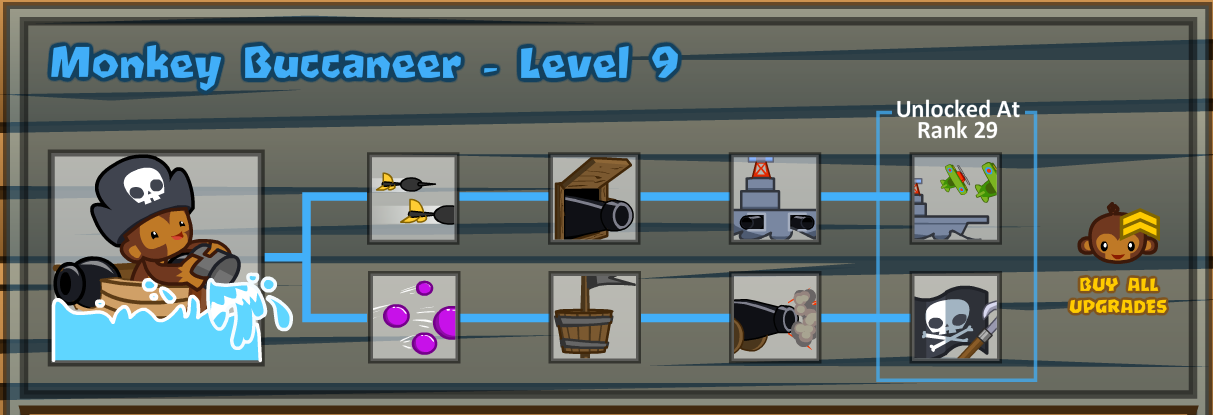 Monkey Buccaneer - Level 9
Unlocked At
Rank 29
BUY ALL
UPGRADES